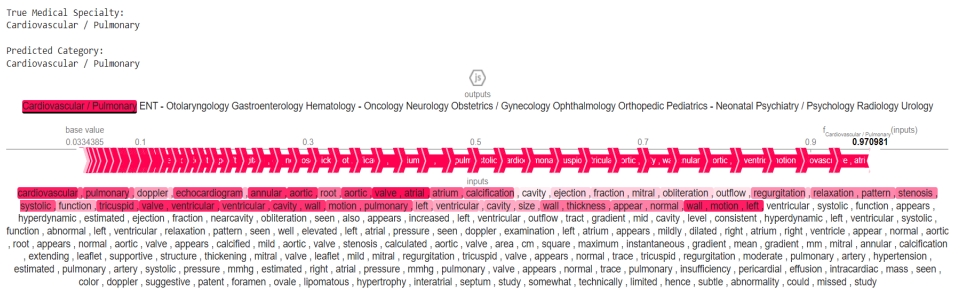 True Medical Specialty:
Cardiovascular / Pulmonary
Predicted Category:
Cardiovascular / Pulmonary
js
outputs
Cardiovascular / Pulmonary ENT - Otolaryngology Gastroenterology Hematology - Oncology Neurology Obstetrics / Gynecology Ophthalmology Orthopedic Pediatrics - Neonatal Psychiatry / Psychology Radiology Urology
base value
f Cardiovascular / Pulmonary (inputs)
0.0334385 0.1 0.3 0.5 0.7 0.9 0.970981
inputs
cardiovascular , pulmonary , doppler , echocardiogram , annular , aortic , root , aortic , valve , atrial , atrium , calcification , cavity , ejection , fraction , mitral , obliteration , outflow , regurgitation , relaxation , pattern , stenosis ,
systolic , function , tricuspid , valve , ventricular , ventricular , cavity , wall , motion , pulmonary , left , ventricular , cavity , size , wall , thickness , appear , normal , wall , motion , left , ventricular , systolic , function , appears ,
hyperdynamic , estimated , ejection , fraction , nearcavity , obliteration , seen , also , appears , increased , left , ventricular , outflow , tract , gradient , mid , cavity , level , consistent , hyperdynamic , left , ventricular , systolic ,
function , abnormal , left , ventricular , relaxation , pattern , seen , well , elevated , left , atrial , pressure , seen , doppler , examination , left , atrium , appears , mildly , dilated , right , atrium , right , ventricle , appear , normal , aortic
, root , appears , normal , aortic , valve , appears , calcified , mild , aortic , valve , stenosis , calculated , aortic , valve , area , cm , square , maximum , instantaneous , gradient , mean , gradient , mm , mitral , annular , calcification
, extending , leaflet , supportive , structure , thickening , mitral , valve , leaflet , mild , mitral , regurgitation , tricuspid , valve , appears , normal , trace , tricuspid , regurgitation , moderate , pulmonary , artery , hypertension ,
estimated , pulmonary , artery , systolic , pressure , mmhg , estimated , right , atrial , pressure , mmhg , pulmonary , valve , appears , normal , trace , pulmonary , insufficiency , pericardial , effusion , intracardiac , mass , seen ,
color , doppler , suggestive , patent , foramen , ovale , lipomatous , hypertrophy , interatrial , septum , study , somewhat , technically , limited , hence , subtle , abnormality , could , missed , study